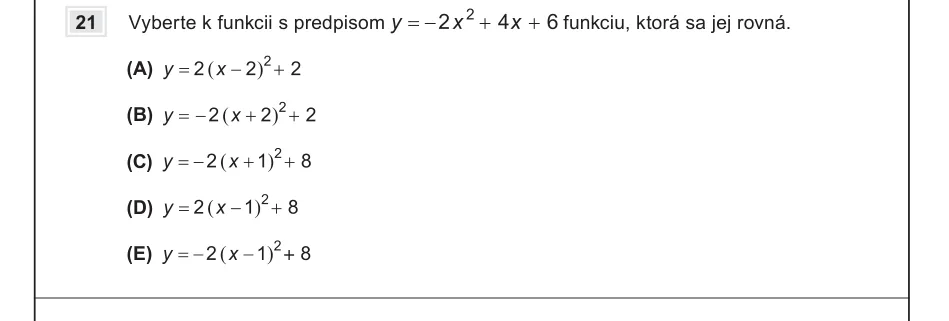 21 Vyberte k funkcii s predpisom y = −2x² + 4x + 6 funkciu, ktorá sa jej rovná.
(A) y = 2(x − 2)² + 2
(B) y = −2(x + 2)² + 2
(C) y = −2(x + 1)² + 8
(D) y = 2(x − 1)² + 8
(E) y = −2(x − 1)² + 8